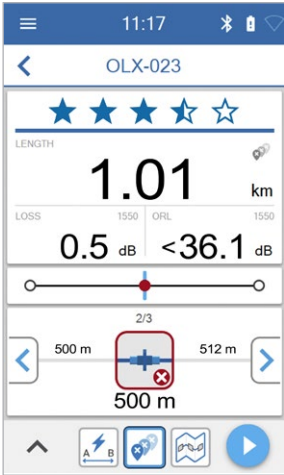 11:17
OLX-023
LENGTH
1.01 km
LOSS 1550 ORL 1550
0.5 dB <36.1 dB
2/3
500 m 512 m
500 m
A B